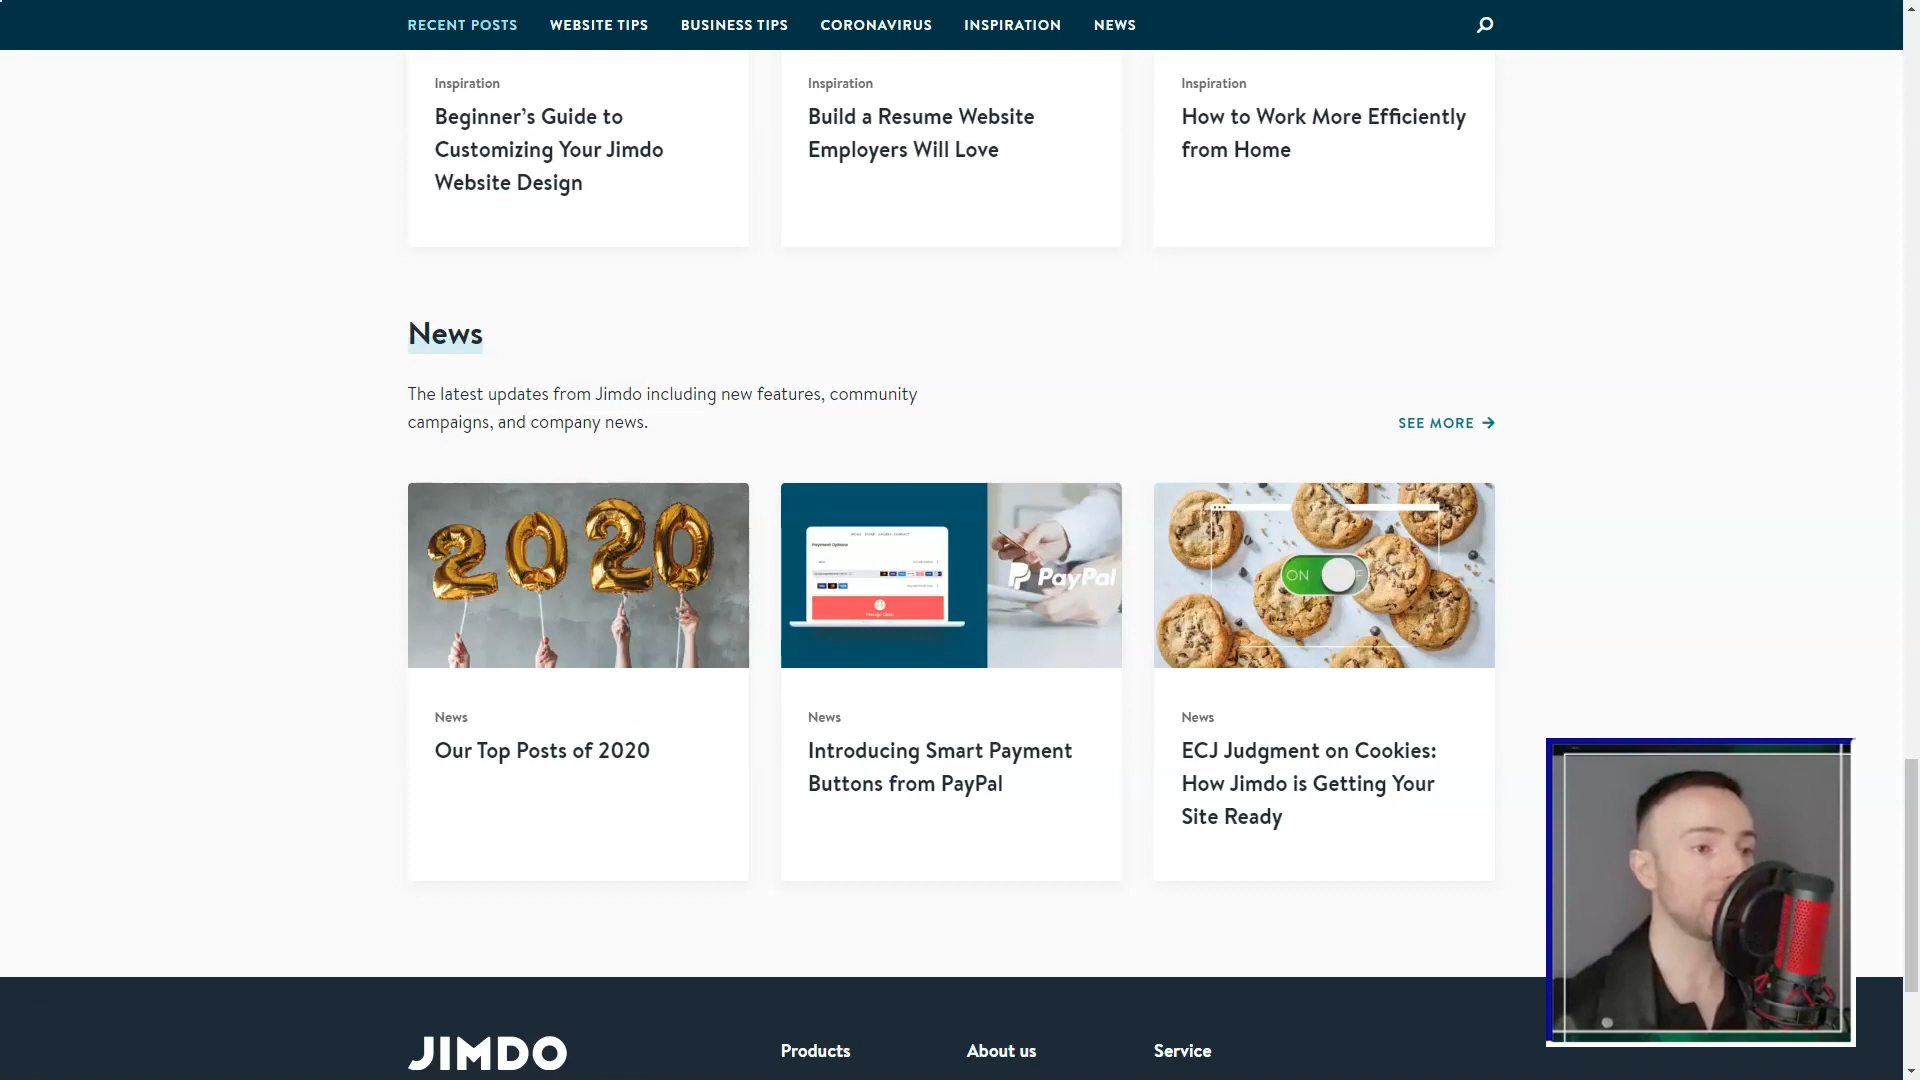 RECENT POSTS WEBSITE TIPS BUSINESS TIPS CORONAVIRUS INSPIRATION NEWS
Inspiration
Beginner’s Guide to
Customizing Your Jimdo
Website Design
Inspiration
Build a Resume Website
Employers Will Love
Inspiration
How to Work More Efficiently
from Home
News
The latest updates from Jimdo including new features, community
campaigns, and company news.
SEE MORE
2020
Payment Options
PayPal
ON
News
Our Top Posts of 2020
News
Introducing Smart Payment
Buttons from PayPal
News
ECJ Judgment on Cookies:
How Jimdo is Getting Your
Site Ready
JIMDO
Products
About us
Service